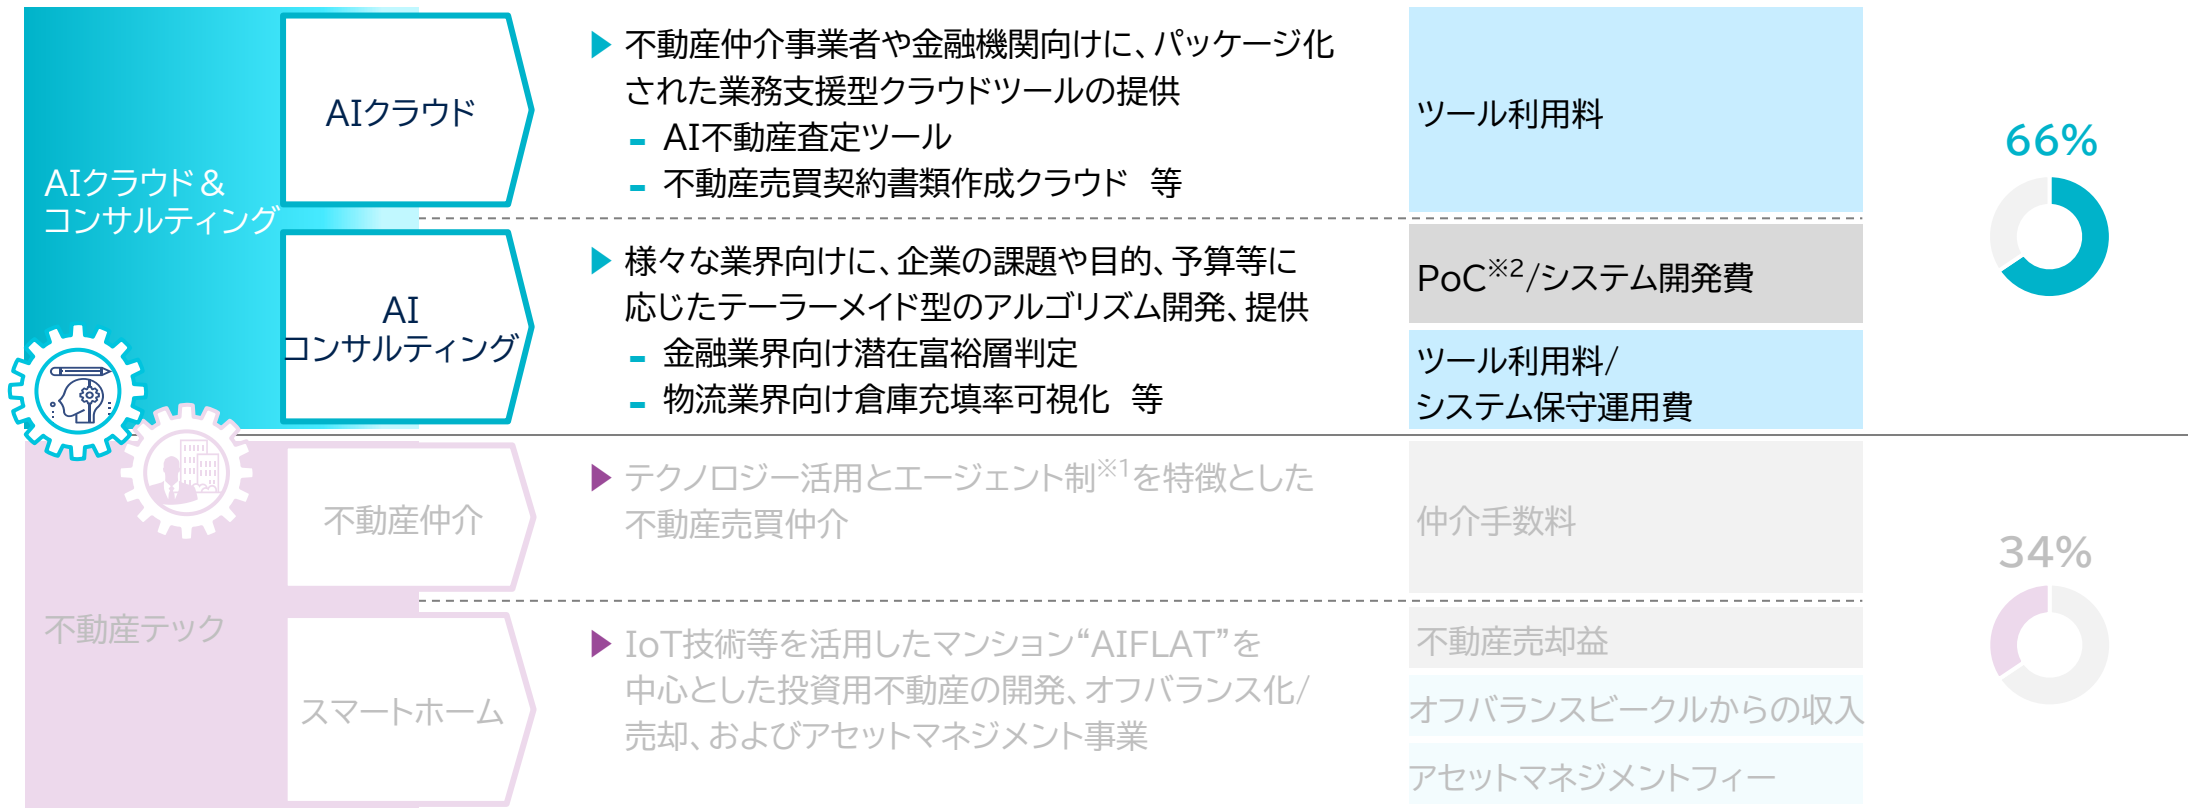 AIクラウド＆
コンサルティング
AIクラウド
不動産仲介事業者や金融機関向けに、パッケージ化
された業務支援型クラウドツールの提供
- AI不動産査定ツール
- 不動産売買契約書類作成クラウド 等
ツール利用料
66%
AI
コンサルティング
様々な業界向けに、企業の課題や目的、予算等に
応じたテーラーメイド型のアルゴリズム開発、提供
- 金融業界向け潜在富裕層判定
- 物流業界向け倉庫充填率可視化 等
PoC※2/システム開発費
ツール利用料/
システム保守運用費
不動産テック
不動産仲介
テクノロジー活用とエージェント制※1を特徴とした
不動産売買仲介
仲介手数料
34%
スマートホーム
IoT技術等を活用したマンション“AIFLAT”を
中心とした投資用不動産の開発、オフバランス化/
売却、およびアセットマネジメント事業
不動産売却益
オフバランスビークルからの収入
アセットマネジメントフィー